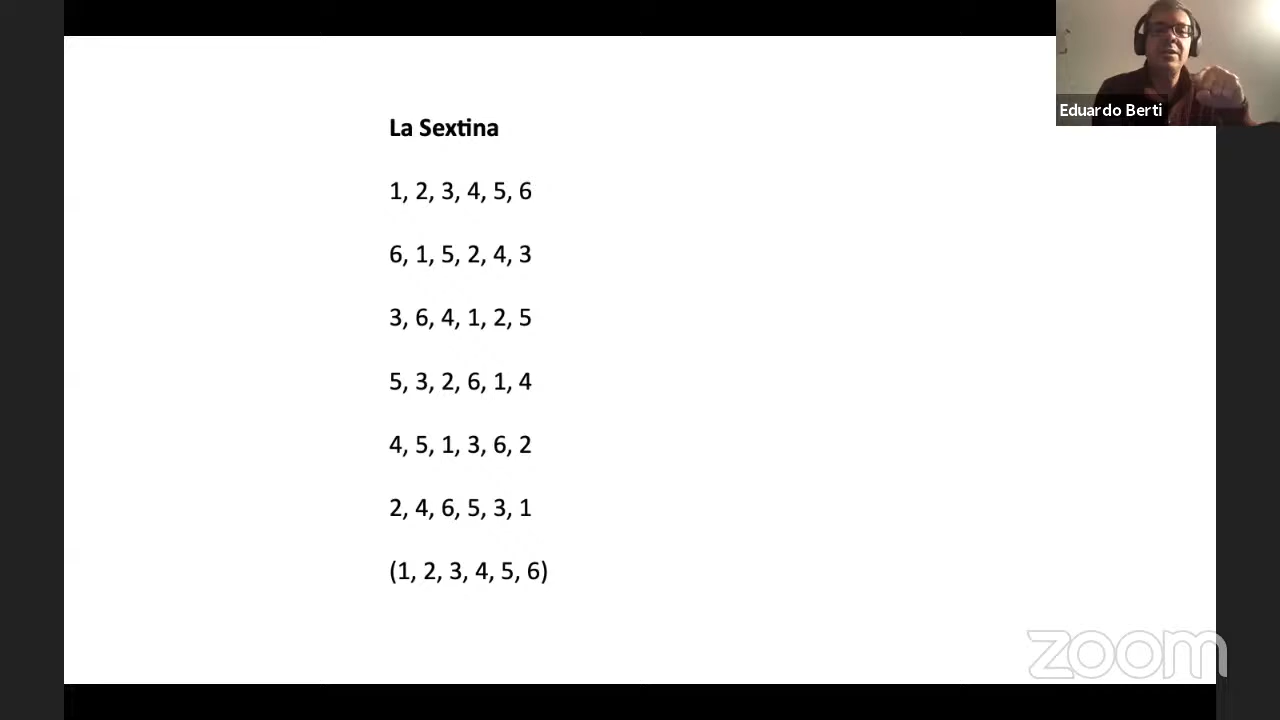 La Sextina
1, 2, 3, 4, 5, 6
6, 1, 5, 2, 4, 3
3, 6, 4, 1, 2, 5
5, 3, 2, 6, 1, 4
4, 5, 1, 3, 6, 2
2, 4, 6, 5, 3, 1
(1, 2, 3, 4, 5, 6)
Eduardo Berti
zoom